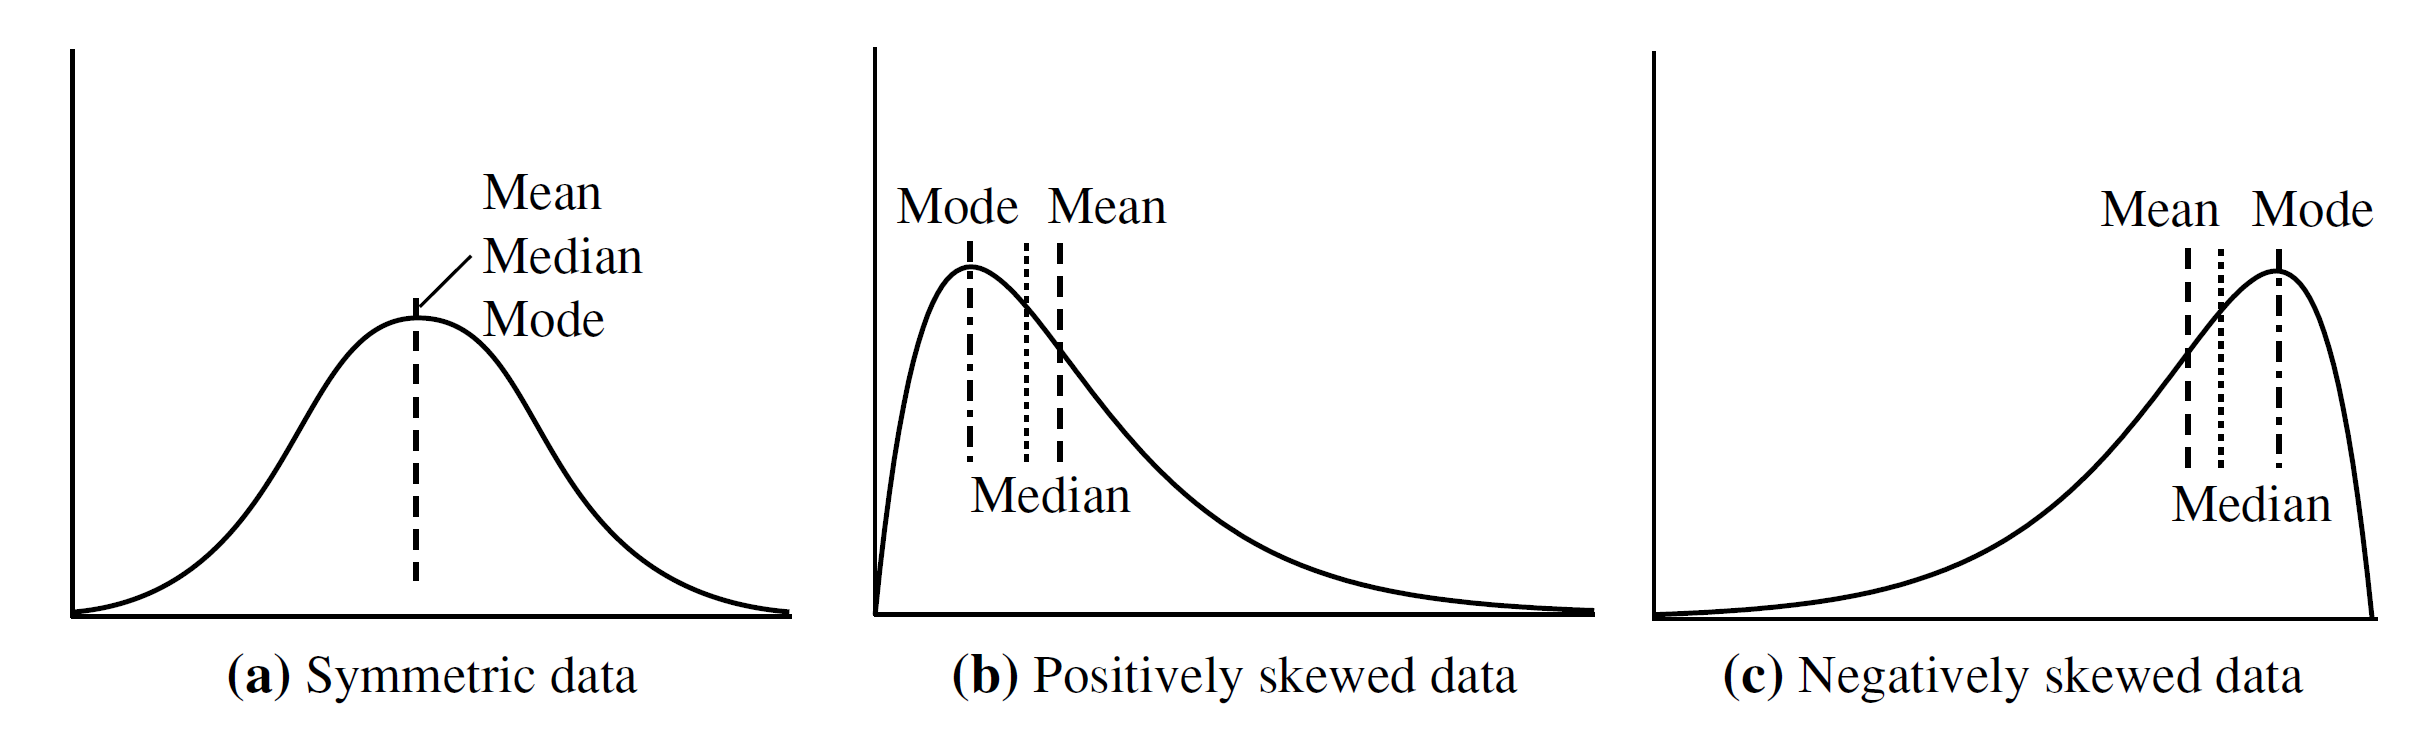 Mean
Median
Mode
Mode Mean
Median
Mean Mode
Median
(a) Symmetric data
(b) Positively skewed data
(c) Negatively skewed data